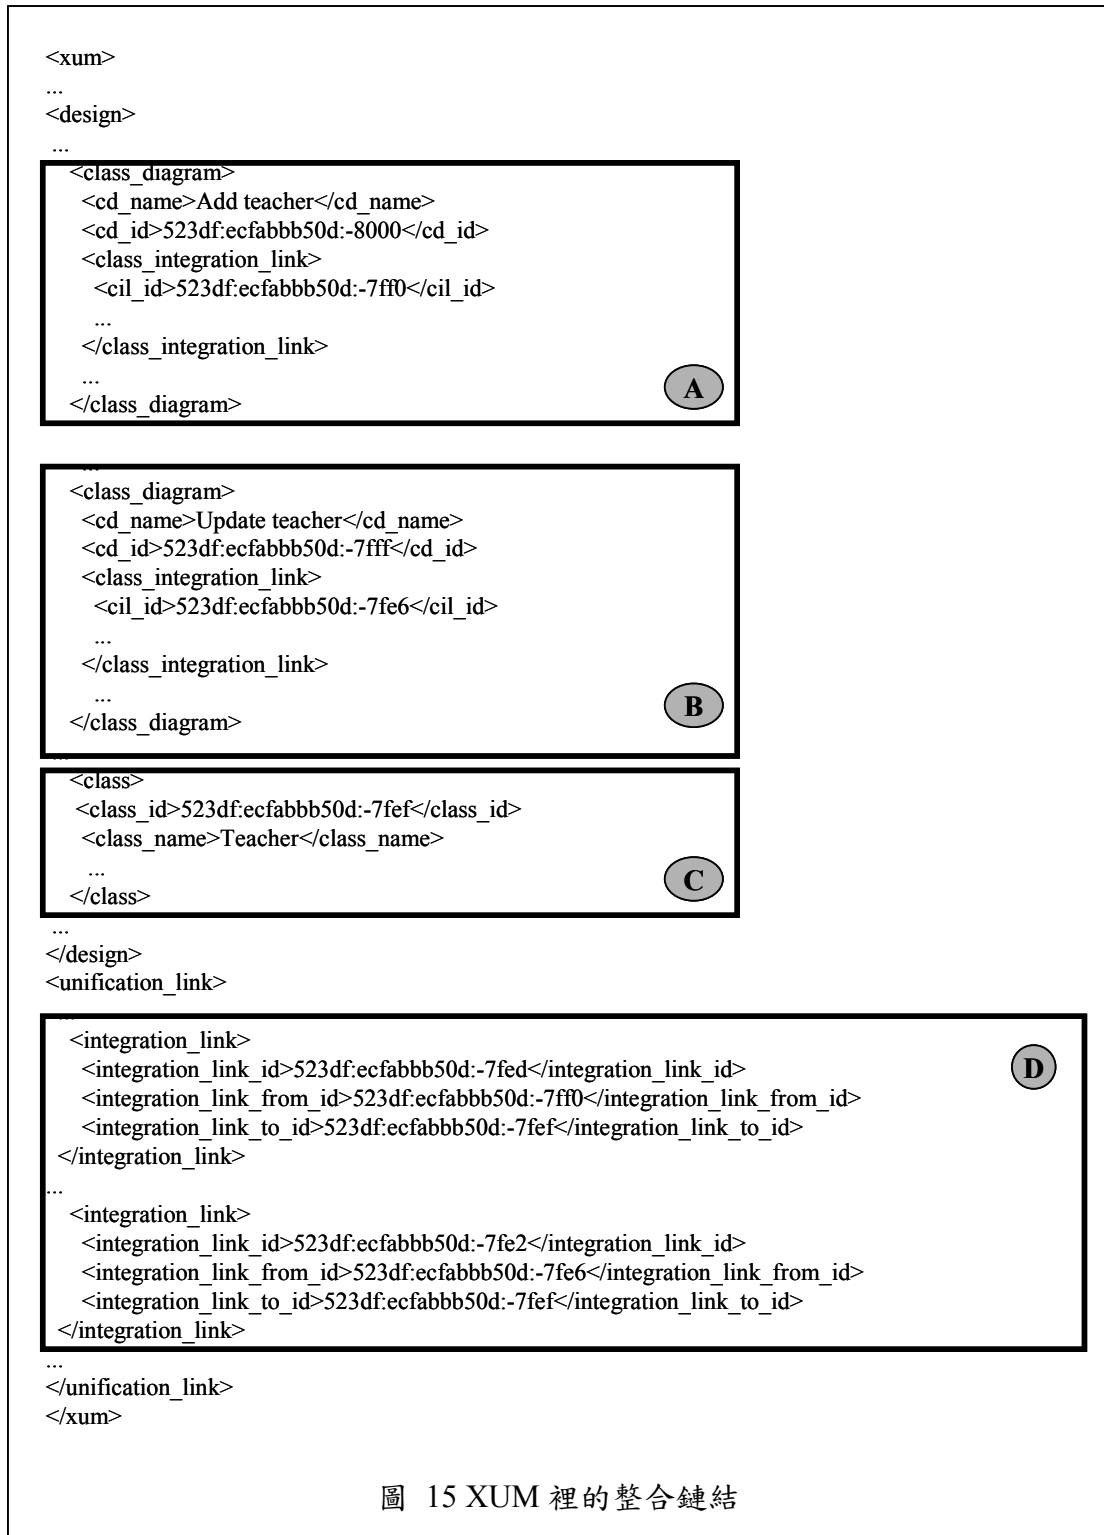 <xum>
...
<design>
...
<class_diagram>
<cd_name>Add teacher</cd_name>
<cd_id>523df:ecfabbb50d:-8000</cd_id>
<class_integration_link>
<cil_id>523df:ecfabbb50d:-7ff0</cil_id>
...
</class_integration_link>
...
A
</class_diagram>
...
<class_diagram>
<cd_name>Update teacher</cd_name>
<cd_id>523df:ecfabbb50d:-7fff</cd_id>
<class_integration_link>
<cil_id>523df:ecfabbb50d:-7fe6</cil_id>
...
</class_integration_link>
...
B
</class_diagram>
...
<class>
<class_id>523df:ecfabbb50d:-7fef</class_id>
<class_name>Teacher</class_name>
...
C
</class>
...
</design>
<unification_link>
...
<integration_link>
D
<integration_link_id>523df:ecfabbb50d:-7fed</integration_link_id>
<integration_link_from_id>523df:ecfabbb50d:-7ff0</integration_link_from_id>
<integration_link_to_id>523df:ecfabbb50d:-7fef</integration_link_to_id>
</integration_link>
...
<integration_link>
<integration_link_id>523df:ecfabbb50d:-7fe2</integration_link_id>
<integration_link_from_id>523df:ecfabbb50d:-7fe6</integration_link_from_id>
<integration_link_to_id>523df:ecfabbb50d:-7fef</integration_link_to_id>
</integration_link>
...
</unification_link>
</xum>
圖 15 XUM 裡的整合鏈結